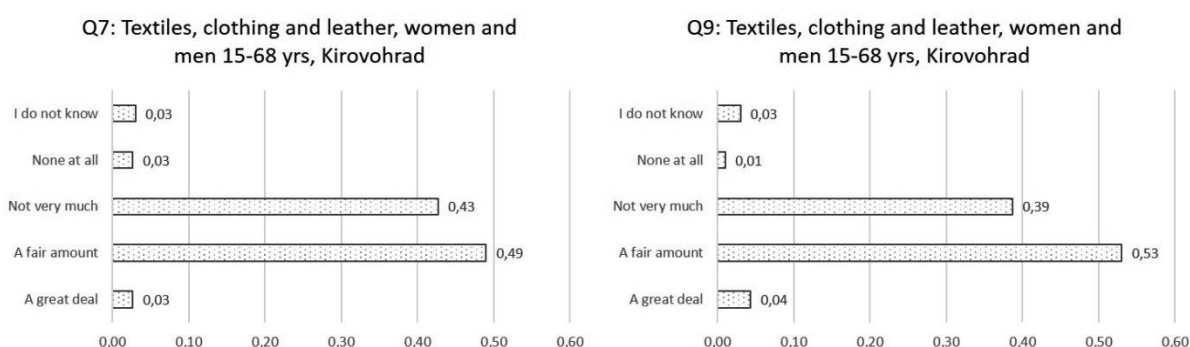 Q7: Textiles, clothing and leather, women and
men 15-68 yrs, Kirovohrad
I do not know
0,03
None at all
0,03
Not very much
0,43
A fair amount
0,49
A great deal
0,03
0,00 0,10 0,20 0,30 0,40 0,50 0,60
Q9: Textiles, clothing and leather, women and
men 15-68 yrs, Kirovohrad
I do not know
0,03
None at all
0,01
Not very much
0,39
A fair amount
0,53
A great deal
0,04
0,00 0,10 0,20 0,30 0,40 0,50 0,60